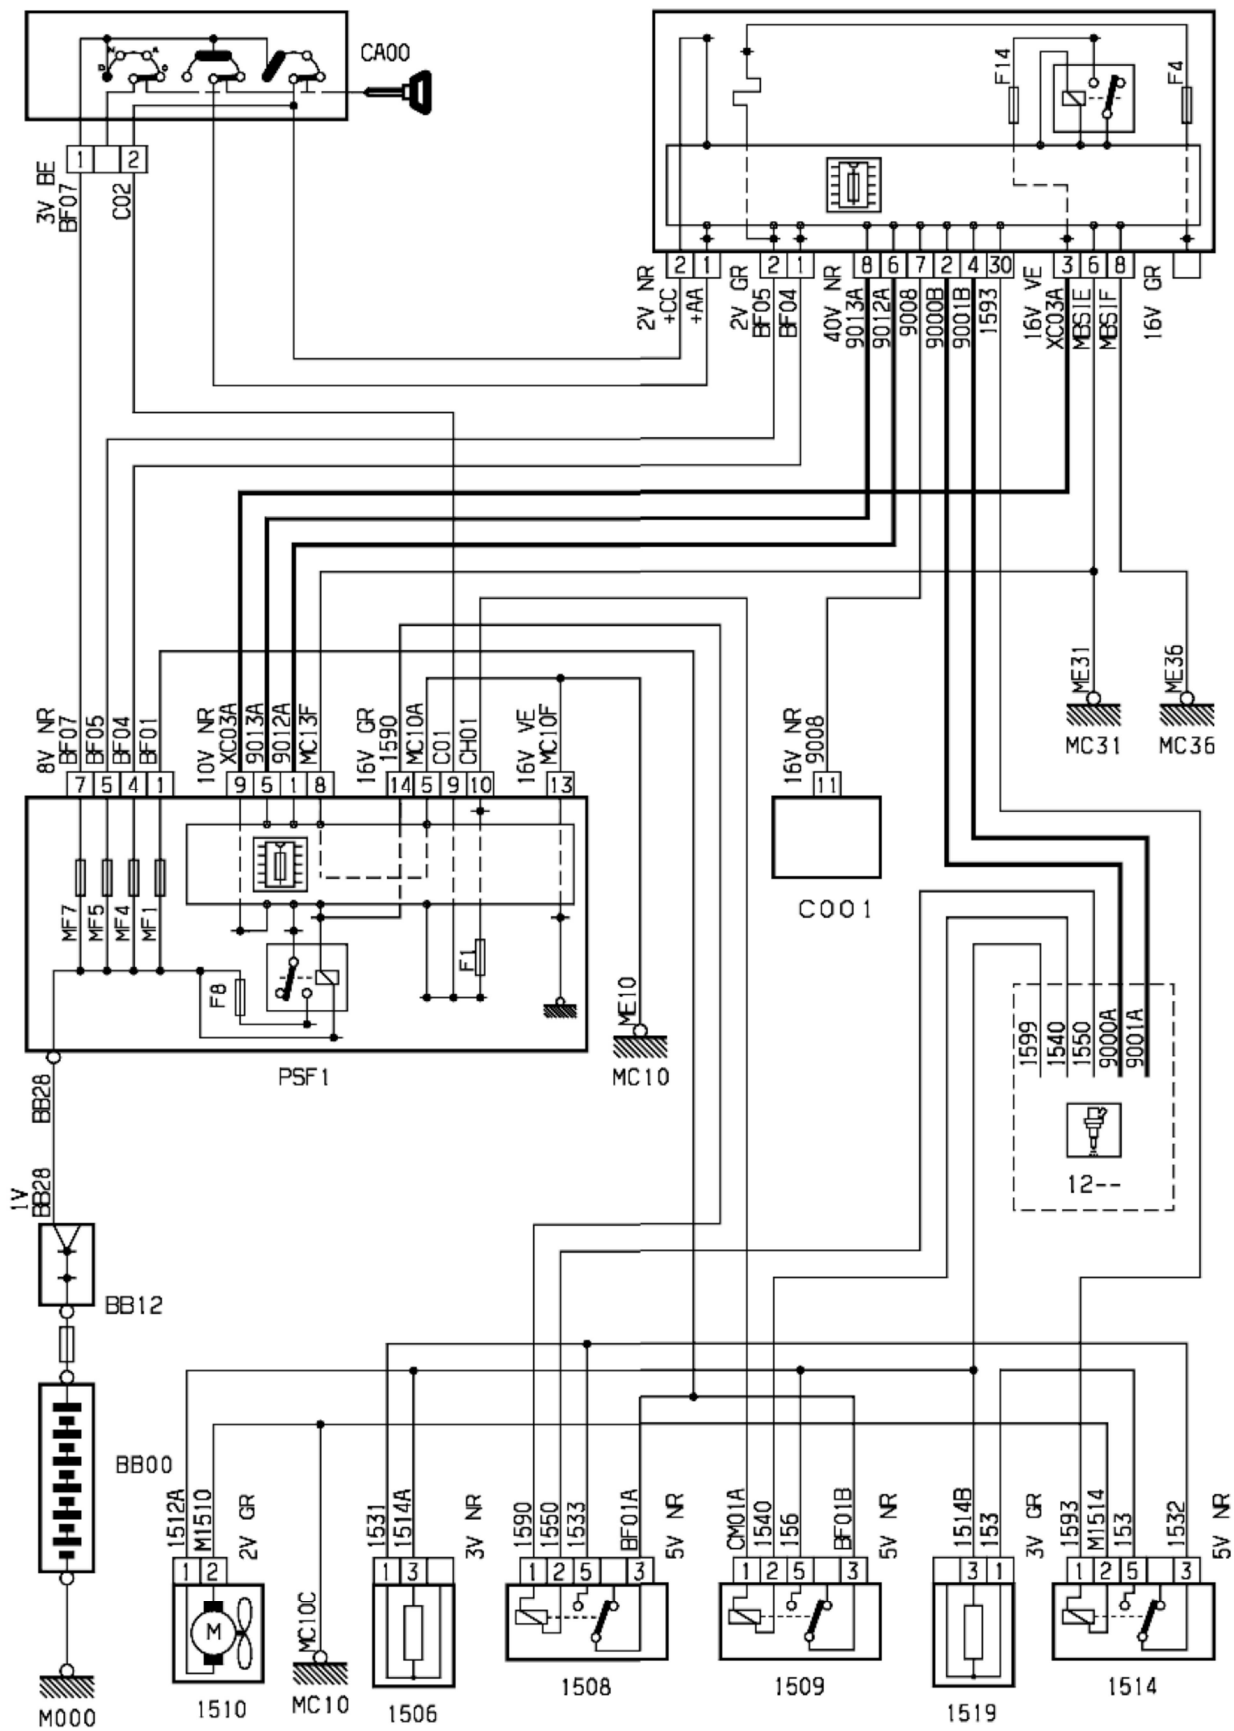 CA00
N
A
D
C
3V BE
1
2
BF07
C02
F14
F4
2V NR
2
1
+CC
+AA
2V GR
2
1
BF05
BF04
40V NR
8
6
7
2
4
30
9013A
9012A
9008
9000B
9001B
1593
16V VE
3
6
8
XC03A
MBS1E
MBS1F
16V GR
ME31
MC31
ME36
MC36
8V NR
BF07
BF05
BF04
BF01
7
5
4
1
10V NR
XC03A
9013A
9012A
MC13F
9
5
1
8
16V GR
1590
MC10A
C01
CH01
14
5
9
10
16V VE
MC10F
13
16V NR
9008
11
C001
MF7
MF5
MF4
MF1
F8
F1
PSF1
ME10
MC10
1599
1540
1550
9000A
9001A
12--
BB28
1V
BB28
BB12
BB00
M000
1512A
M1510
2V GR
1
2
M
1510
MC10C
MC10
1531
1514A
3V NR
1
3
1506
1590
1550
1533
BF01A
5V NR
1
2
5
3
1508
CM01A
1540
156
BF01B
5V NR
1
2
5
3
1509
1514B
153
3V GR
3
1
1519
1593
M1514
153
1532
5V NR
1
2
5
3
1514